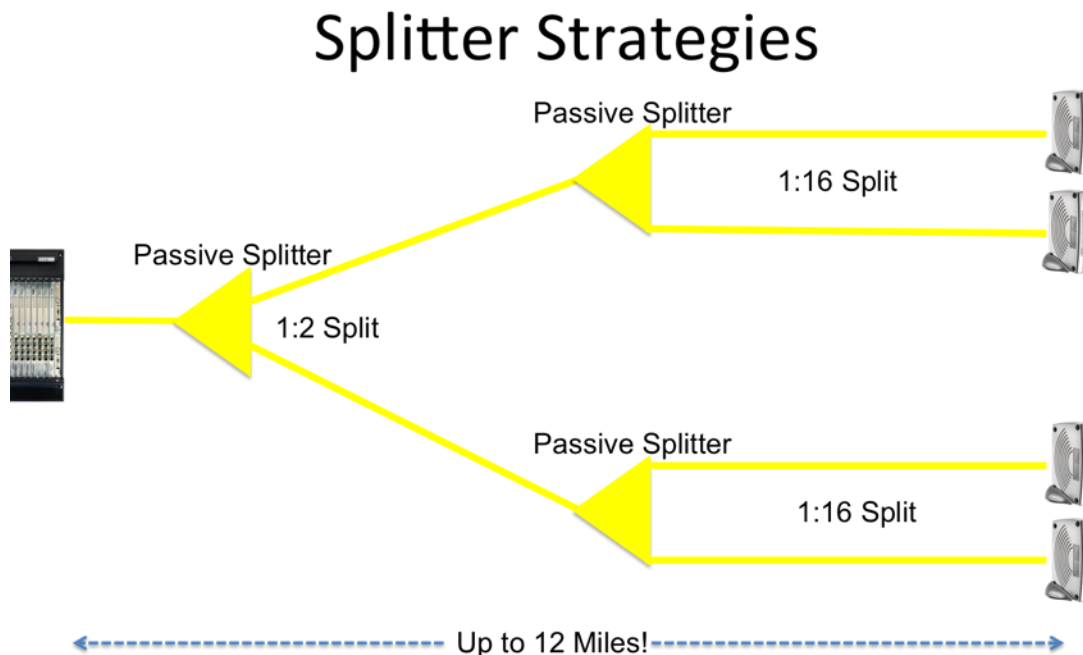 Splitter Strategies
Passive Splitter
1:16 Split
Passive Splitter
1:2 Split
Passive Splitter
1:16 Split
Up to 12 Miles!